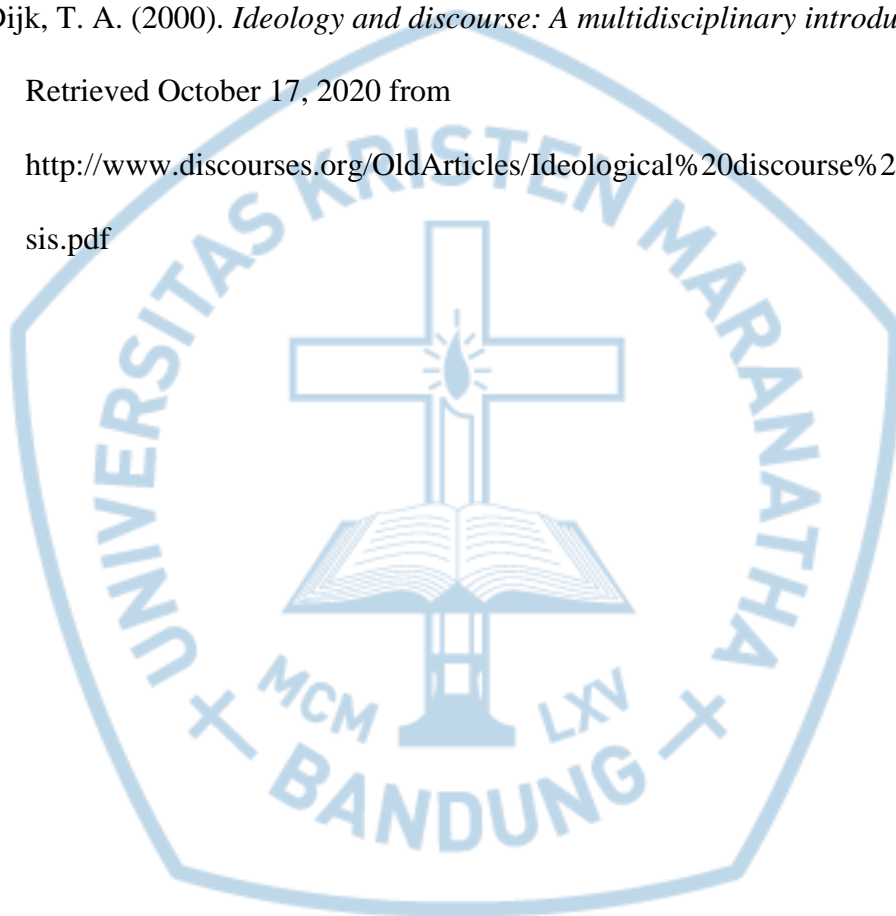 Dijk, T. A. (2000). Ideology and discourse: A multidisciplinary
Retrieved October 17, 2020 from
http://www.discourses.org/OldArticles/Ideological%20discourse%2
sis.pdf
UNIVERSITAS KRISTEN MARANATHA
MCM LXV
+ BANDUNG +